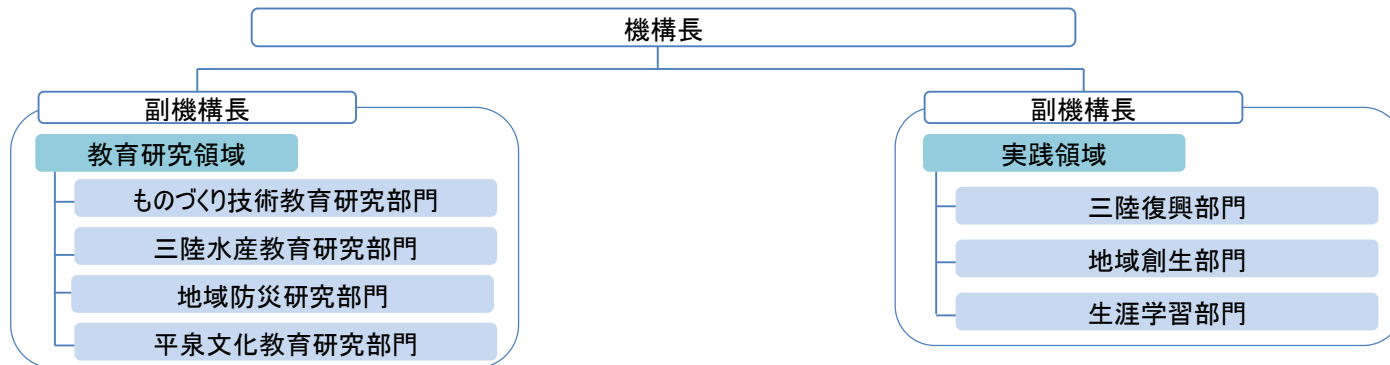 機構長
副機構長
教育研究領域
ものづくり技術教育研究部門
三陸水産教育研究部門
地域防災研究部門
平泉文化教育研究部門
副機構長
実践領域
三陸復興部門
地域創生部門
生涯学習部門